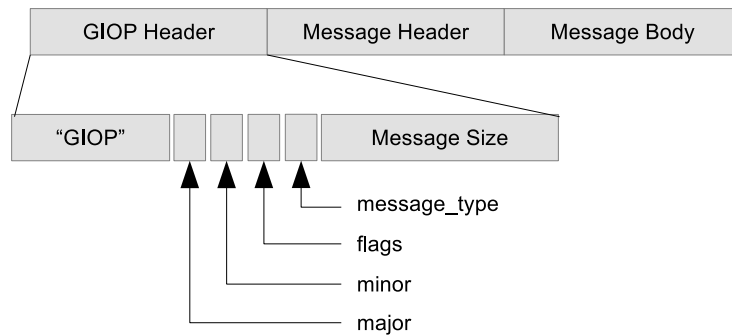 GIOP Header Message Header Message Body
“GIOP” Message Size
message_type
flags
minor
major